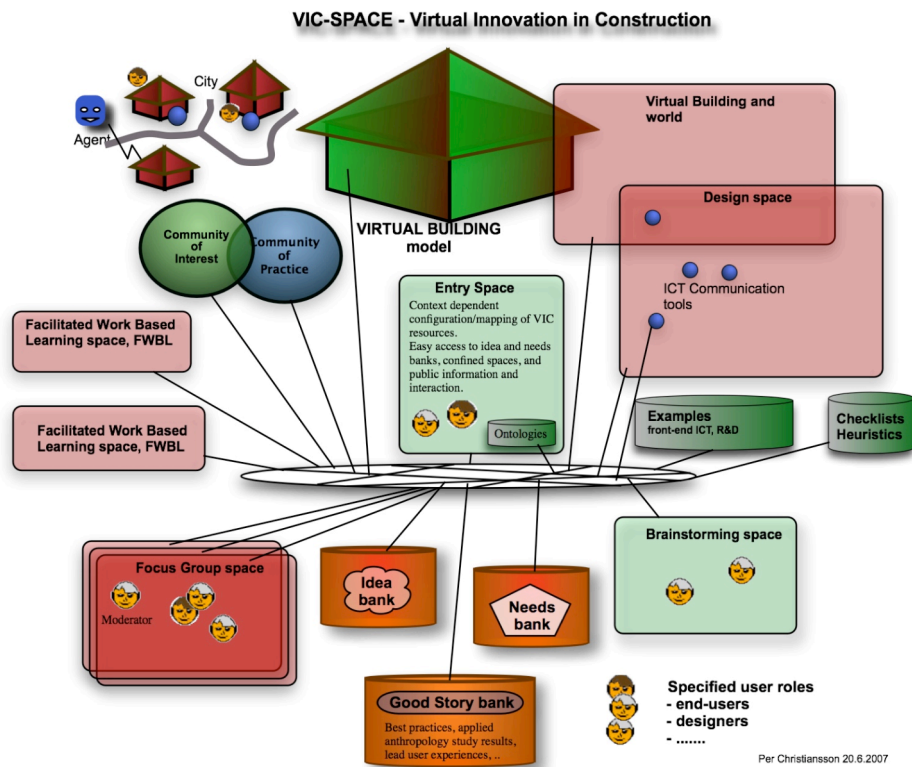 VIC-SPACE - Virtual Innovation in Construction
City
Agent
Virtual Building and
world
Design space
ICT Communication
tools
VIRTUAL BUILDING
model
Community
of
Interest
Community
of
Practice
Entry Space
Context dependent
configuration/mapping of VIC
resources.
Easy access to idea and needs
banks, confined spaces, and
public information and
interaction.
Ontologies
Facilitated Work Based
Learning space, FWBL
Facilitated Work Based
Learning space, FWBL
Examples
front-end ICT, R&D
Checklists
Heuristics
Focus Group space
Moderator
Idea
bank
Needs
bank
Brainstorming space
Good Story bank
Best practices, applied
anthropology study results,
lead user experiences, ..
Specified user roles
- end-users
- designers
- .......
Per Christiansson 20.6.2007